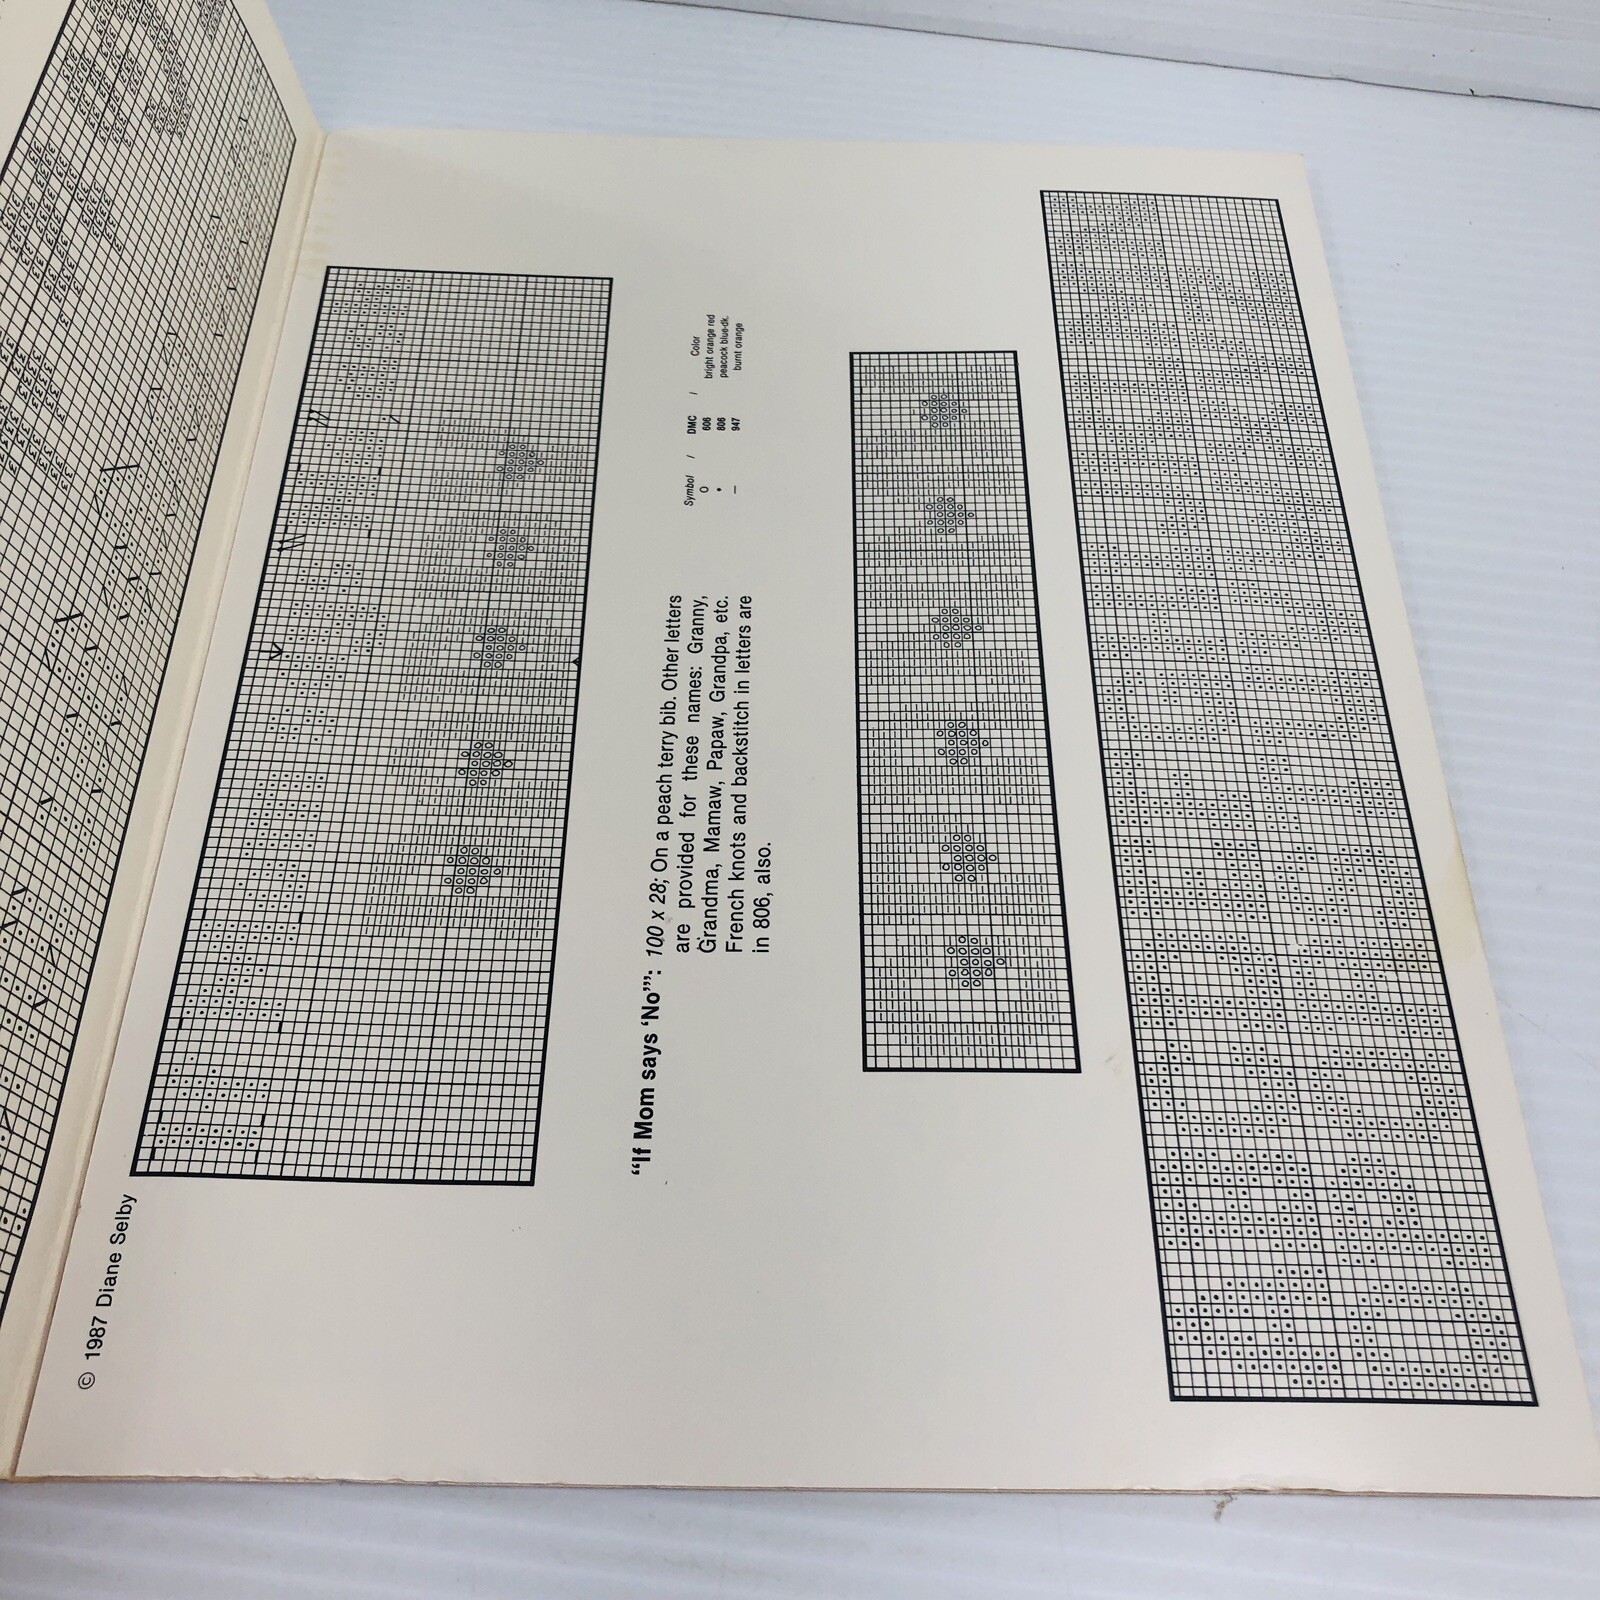 © 1987 Diane Selby
"If Mom says 'No'": 100 x 28; On a peach terry bib. Other letters
are provided for these names: Granny,
Grandma, Mamaw, Papaw, Grandpa, etc.
French knots and backstitch in letters are
in 806, also.
Symbol / DMC / Color
O 606 bright orange red
• 806 peacock blue-dk.
— 947 burnt orange